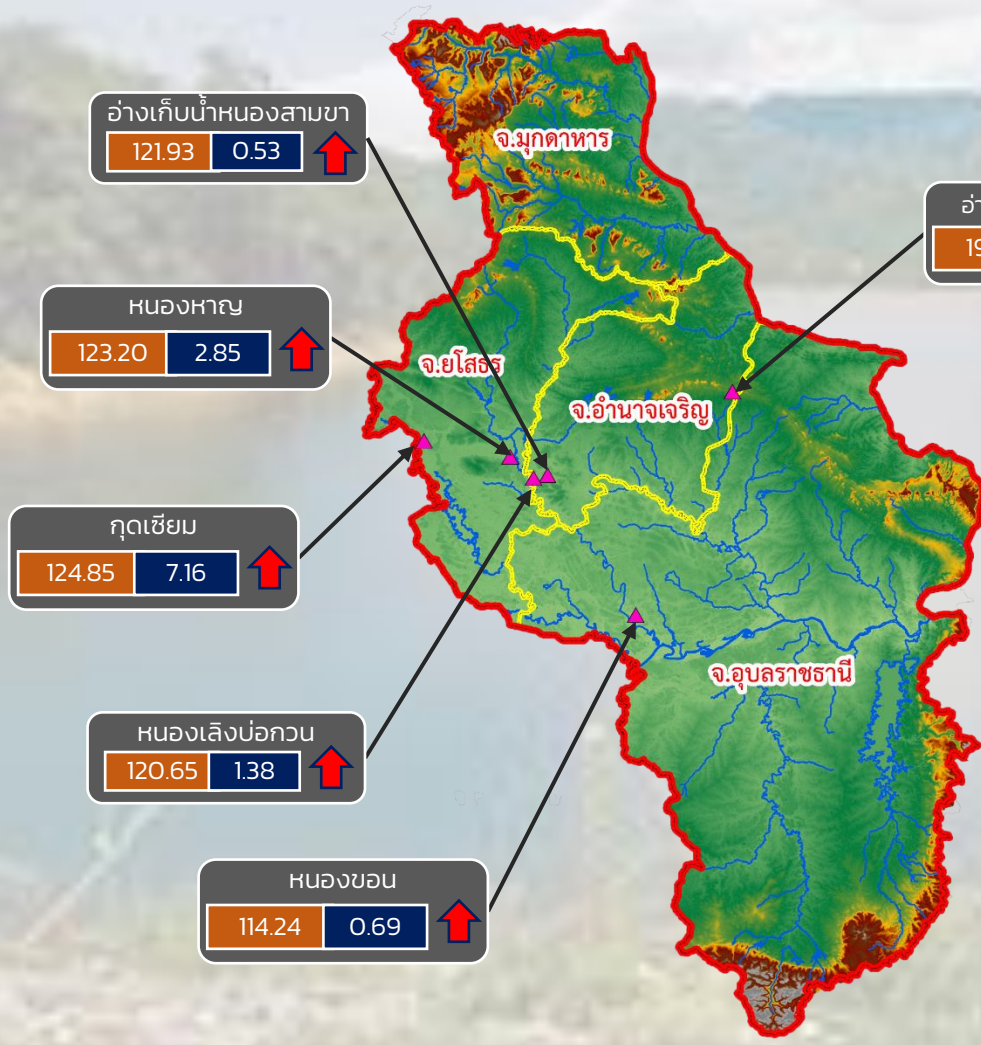 อ่างเก็บน้ำหนองสามขา
121.93 0.53
จ.มุกดาหาร
อ่า
19
หนองหาญ
123.20 2.85
จ.ยโสธร
จ.อำนาจเจริญ
กุดเซียม
124.85 7.16
จ.อุบลราชธานี
หนองเลิงบ่อกวน
120.65 1.38
หนองขอน
114.24 0.69